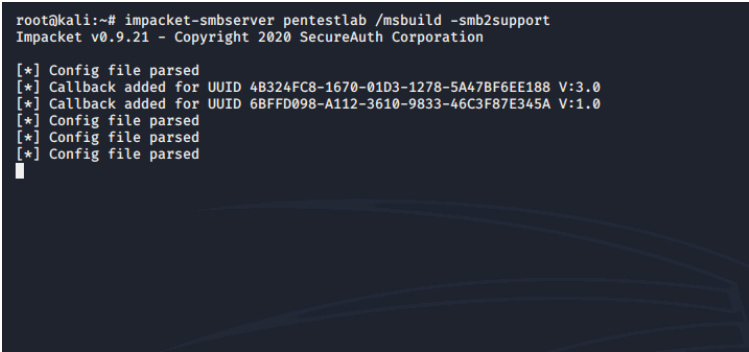 root@kali:~# impacket-smbserver pentestlab /msbuild -smb2support
Impacket v0.9.21 - Copyright 2020 SecureAuth Corporation
[*] Config file parsed
[*] Callback added for UUID 4B324FC8-1670-01D3-1278-5A47BF6EE188 V:3.0
[*] Callback added for UUID 6BFFD098-A112-3610-9833-46C3F87E345A V:1.0
[*] Config file parsed
[*] Config file parsed
[*] Config file parsed